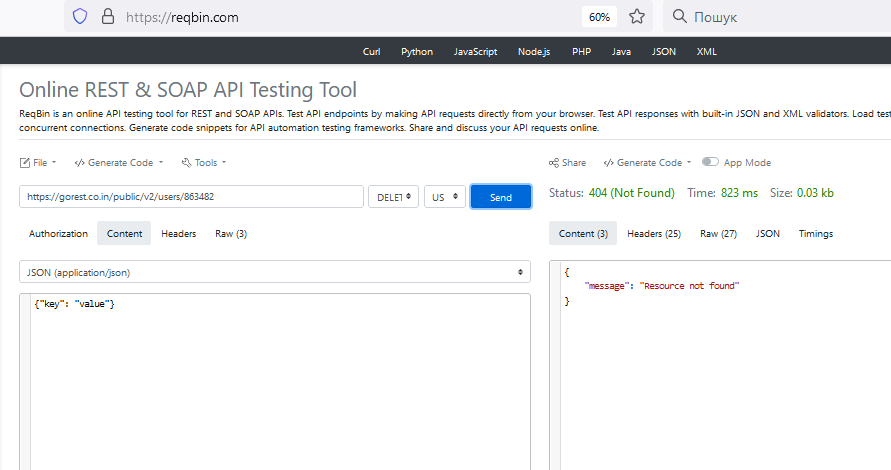 https://reqbin.com 60% Пошук
Curl Python JavaScript Node.js PHP Java JSON XML
Online REST & SOAP API Testing Tool
ReqBin is an online API testing tool for REST and SOAP APIs. Test API endpoints by making API requests directly from your browser. Test API responses with built-in JSON and XML validators. Load test
concurrent connections. Generate code snippets for API automation testing frameworks. Share and discuss your API requests online.
File Generate Code Tools Share Generate Code App Mode
https://gorest.co.in/public/v2/users/863482 DELET US Send Status: 404 (Not Found) Time: 823 ms Size: 0.03 kb
Authorization Content Headers Raw (3) Content (3) Headers (25) Raw (27) JSON Timings
JSON (application/json)
{
{"key": "value"}
"message": "Resource not found"
}